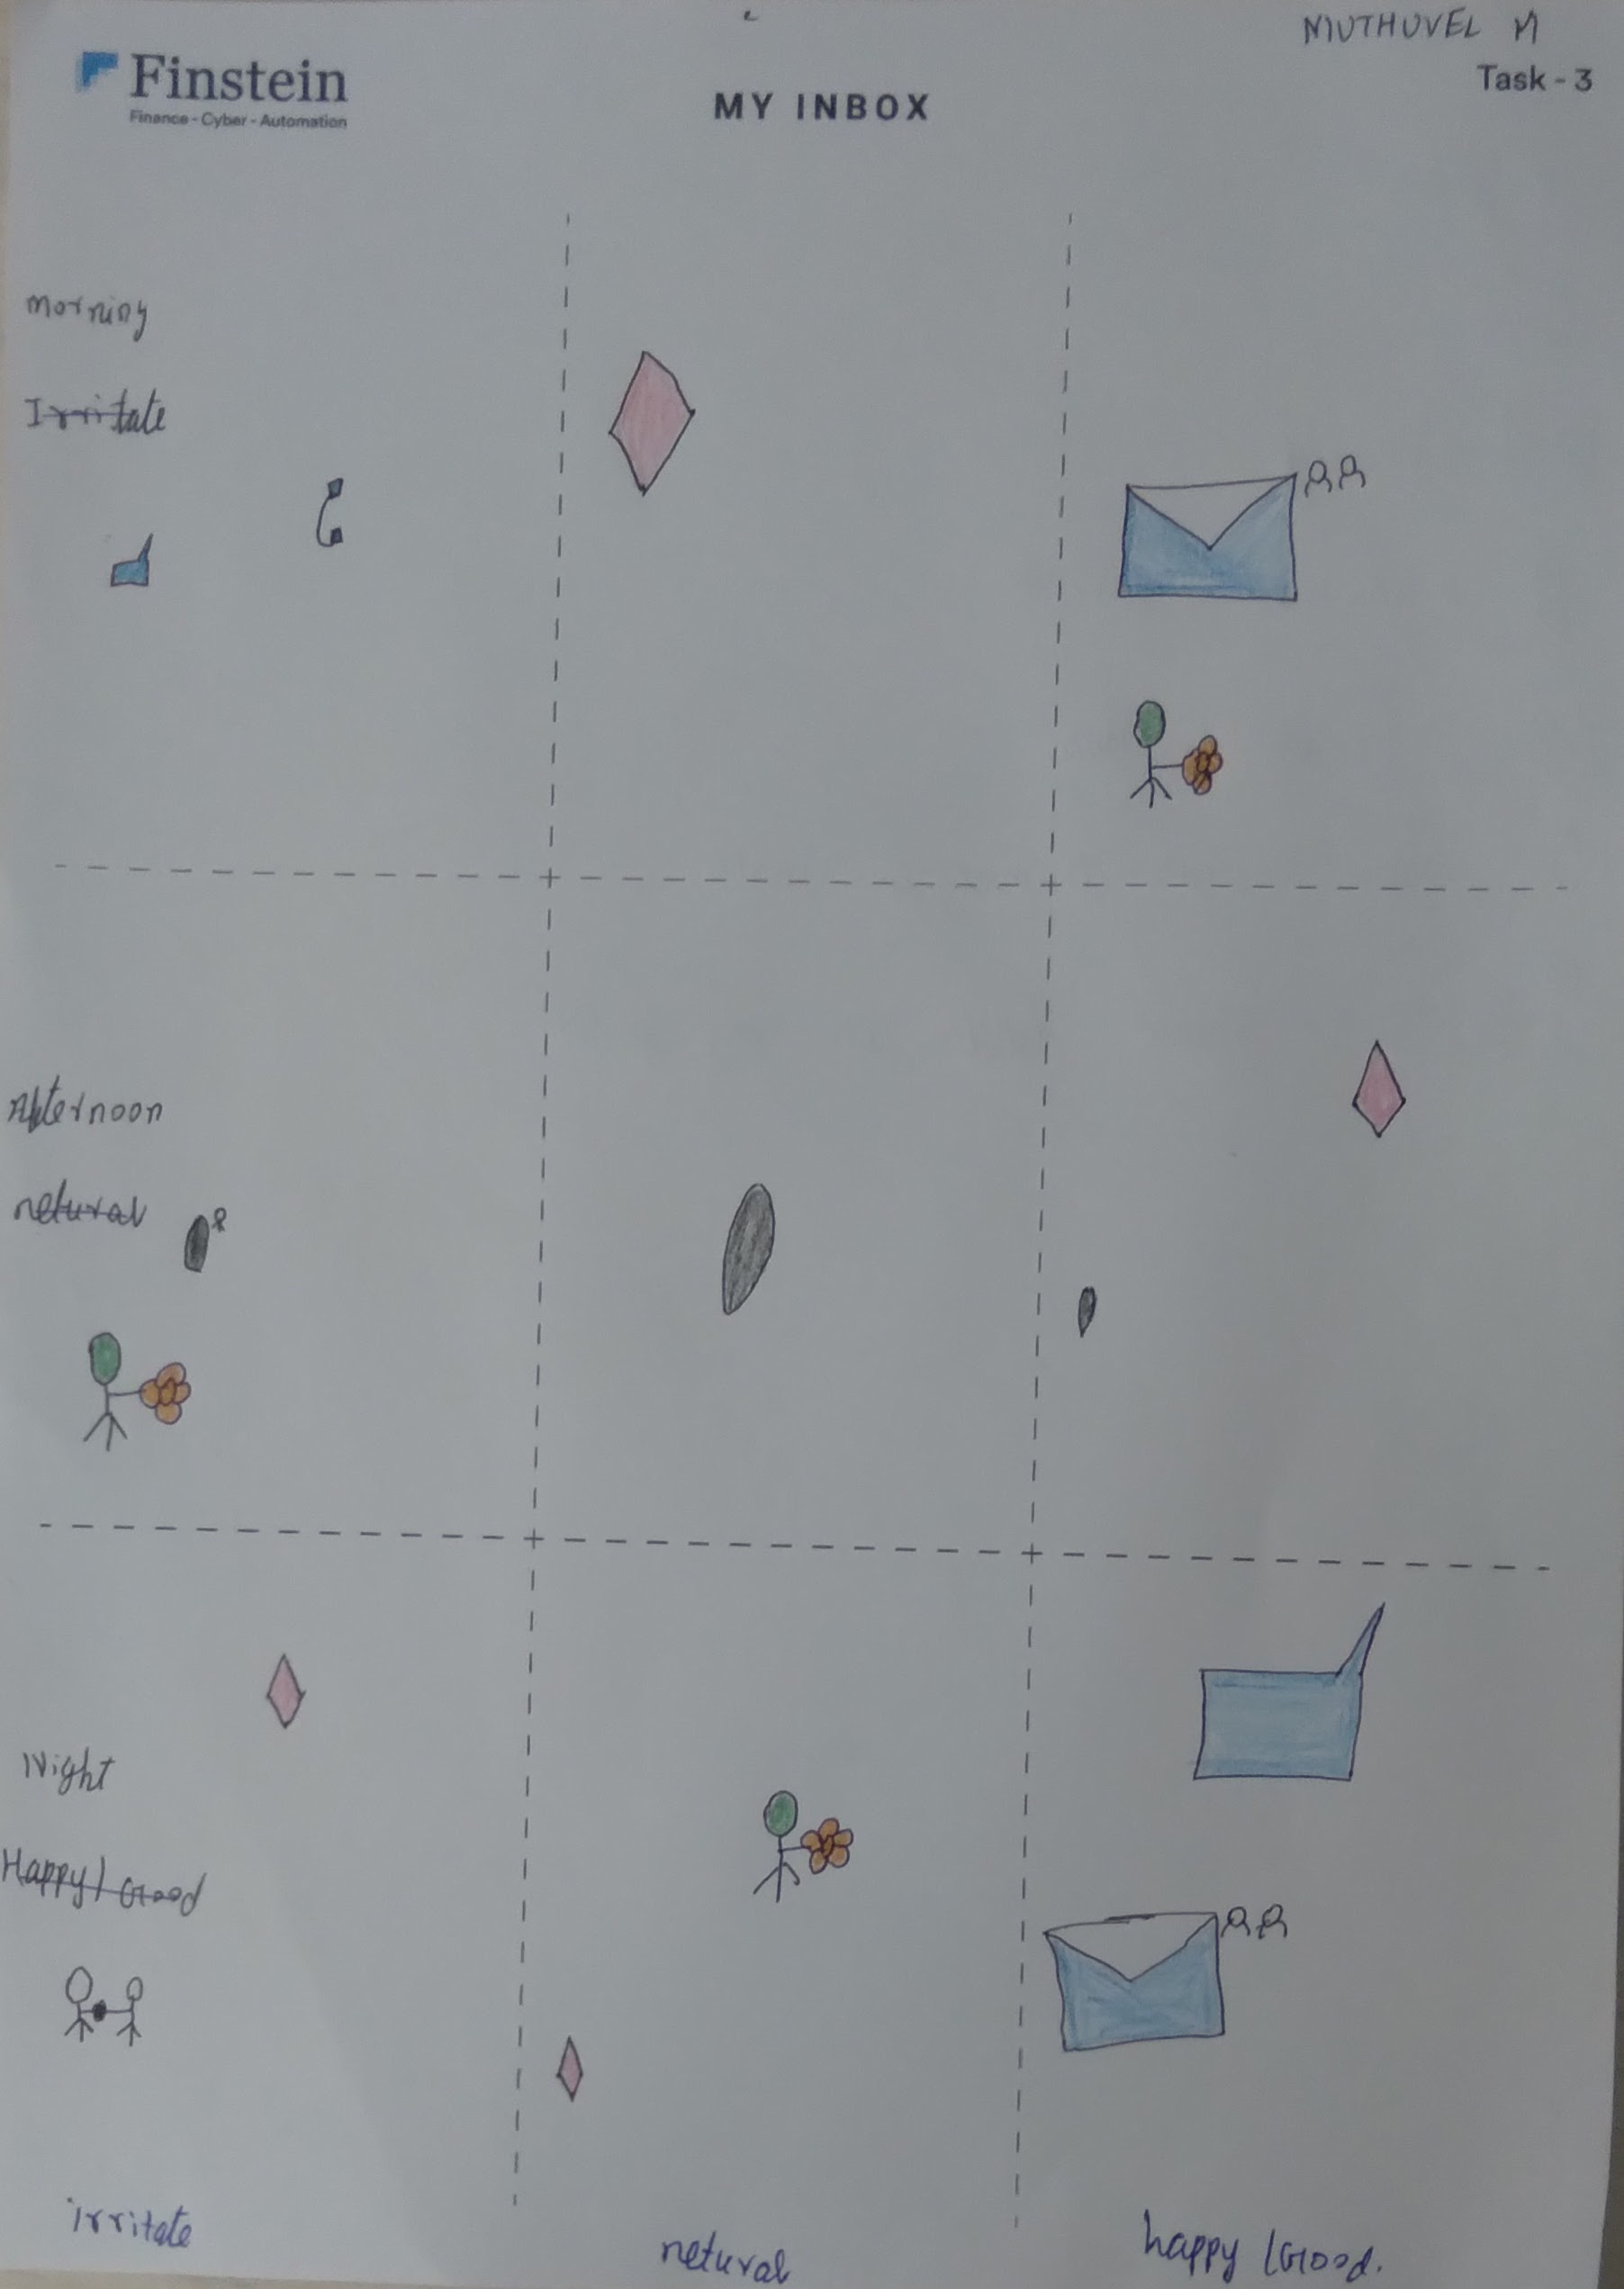 MUTHUVEL M
Finstein
Finance - Cyber - Automation
MY INBOX
Task - 3
morning
Irritate
Afternoon
netural
Night
Happy / Good
irritate
netural
happy / Good.